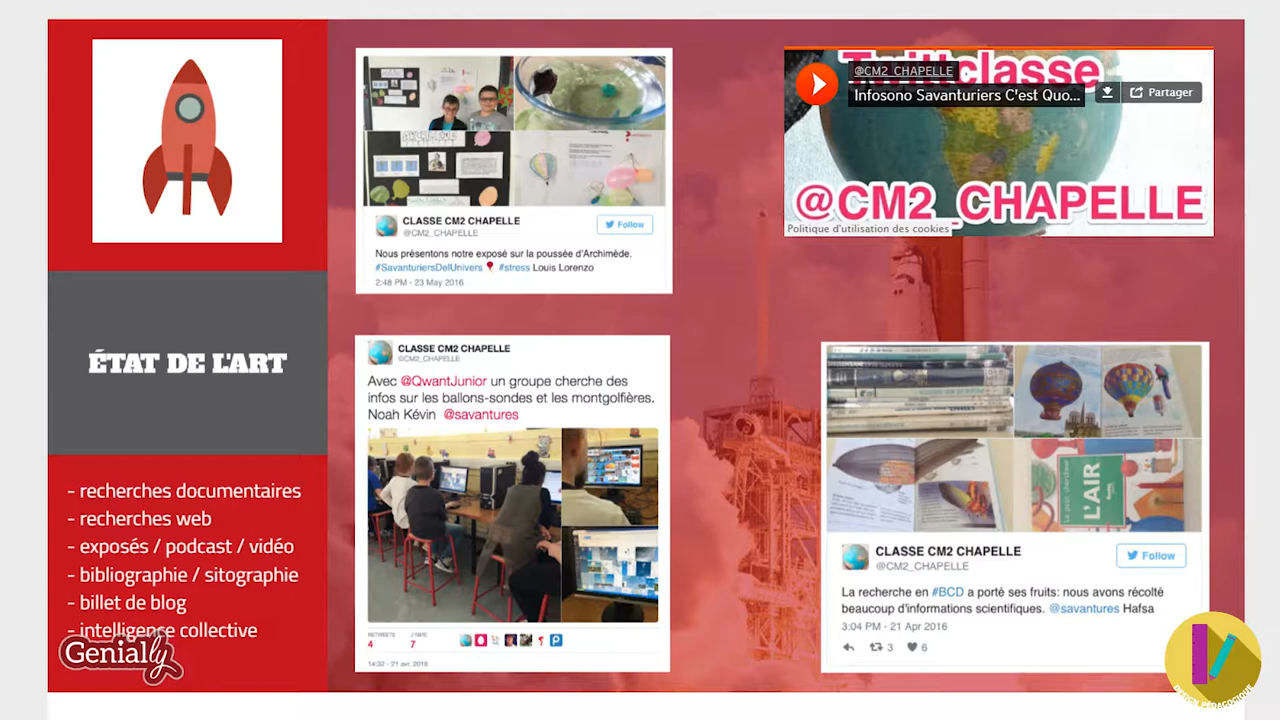 ÉTAT DE L'ART
- recherches documentaires
- recherches web
- exposés / podcast / vidéo
- bibliographie / sitographie
- billet de blog
- intelligence collective
Genially
CLASSE CM2 CHAPELLE
@CM2_CHAPELLE
Follow
Nous présentons notre exposé sur la poussée d'Archimède.
#SavanturiersDelUnivers #stress Louis Lorenzo
2:48 PM - 23 May 2016
Twittclasse
@CM2_CHAPELLE
Infosono Savanturiers C'est Quo...
Partager
@CM2_CHAPELLE
Politique d'utilisation des cookies
CLASSE CM2 CHAPELLE
@CM2_CHAPELLE
Avec @QwantJunior un groupe cherche des
infos sur les ballons-sondes et les montgolfières.
Noah Kévin @savantures
RETWEETS
4
J'AIME
7
14:32 - 21 avr. 2016
L'AIR
CLASSE CM2 CHAPELLE
@CM2_CHAPELLE
Follow
La recherche en #BCD a porté ses fruits: nous avons récolté
beaucoup d'informations scientifiques. @savantures Hafsa
3:04 PM - 21 Apr 2016
3
6
DESIGN PÉDAGOGIQUE